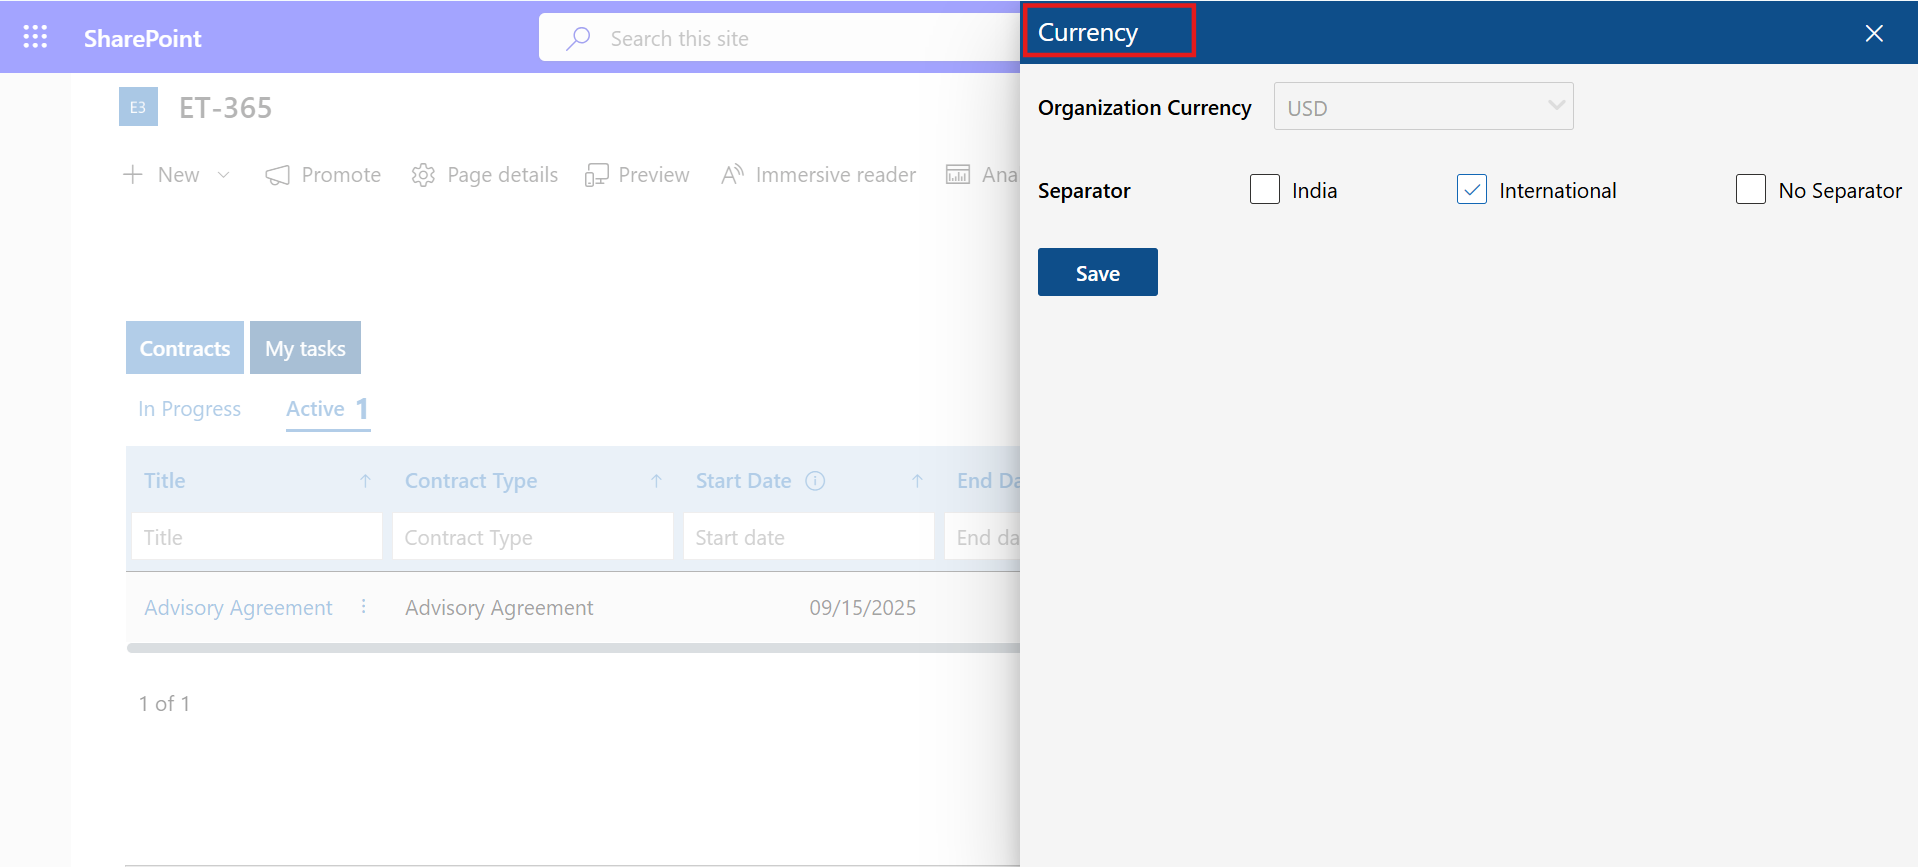 SharePoint
Search this site
E3
ET-365
New
Promote
Page details
Preview
Immersive reader
Ana
Contracts
My tasks
In Progress
Active 1
Title
Contract Type
Start Date
End Da
Title
Contract Type
Start date
End da
Advisory Agreement
Advisory Agreement
09/15/2025
1 of 1
Currency
Organization Currency
USD
Separator
India
International
No Separator
Save